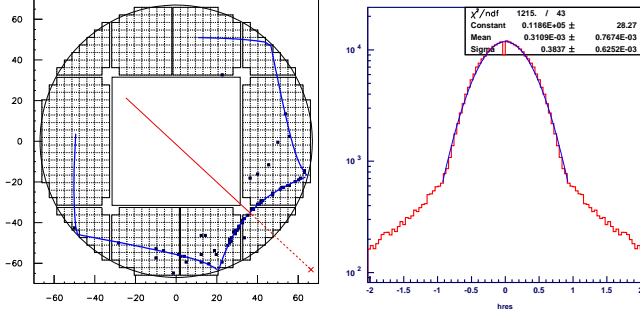 60
40
20
0
−20
−40
−60
−60 −40 −20 0 20 40 60
χ²/ndf 1215. / 43
Constant 0.1186E+05 ± 28.27
Mean 0.3109E-03 ± 0.7674E-03
Sigma 0.3837 ± 0.6252E-03
10⁴
10³
10²
-2 -1.5 -1 -0.5 0 0.5 1 1.5 2
hres